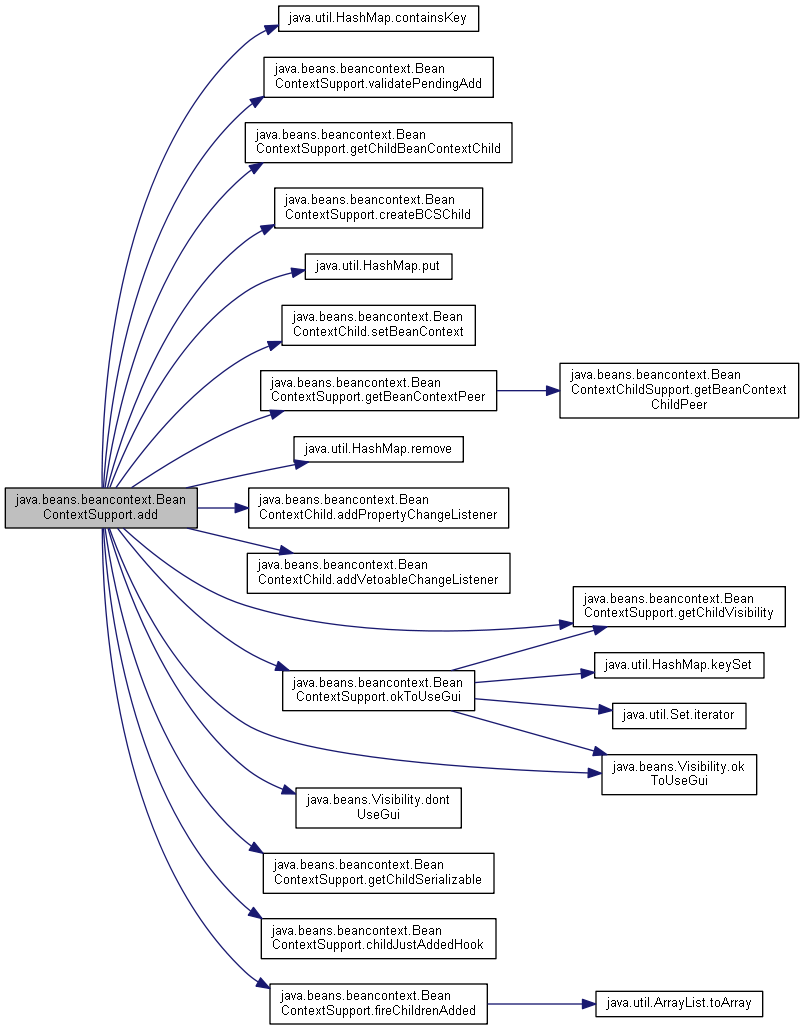 java.util.HashMap.containsKey
java.beans.beancontext.Bean
ContextSupport.validatePendingAdd
java.beans.beancontext.Bean
ContextSupport.getChildBeanContextChild
java.beans.beancontext.Bean
ContextSupport.createBCSChild
java.util.HashMap.put
java.beans.beancontext.Bean
ContextChild.setBeanContext
java.beans.beancontext.Bean
ContextSupport.getBeanContextPeer
java.beans.beancontext.Bean
ContextChildSupport.getBeanContext
ChildPeer
java.util.HashMap.remove
java.beans.beancontext.Bean
ContextSupport.add
java.beans.beancontext.Bean
ContextChild.addPropertyChangeListener
java.beans.beancontext.Bean
ContextChild.addVetoableChangeListener
java.beans.beancontext.Bean
ContextSupport.getChildVisibility
java.beans.beancontext.Bean
ContextSupport.okToUseGui
java.util.HashMap.keySet
java.util.Set.iterator
java.beans.Visibility.ok
ToUseGui
java.beans.Visibility.dont
UseGui
java.beans.beancontext.Bean
ContextSupport.getChildSerializable
java.beans.beancontext.Bean
ContextSupport.childJustAddedHook
java.beans.beancontext.Bean
ContextSupport.fireChildrenAdded
java.util.ArrayList.toArray